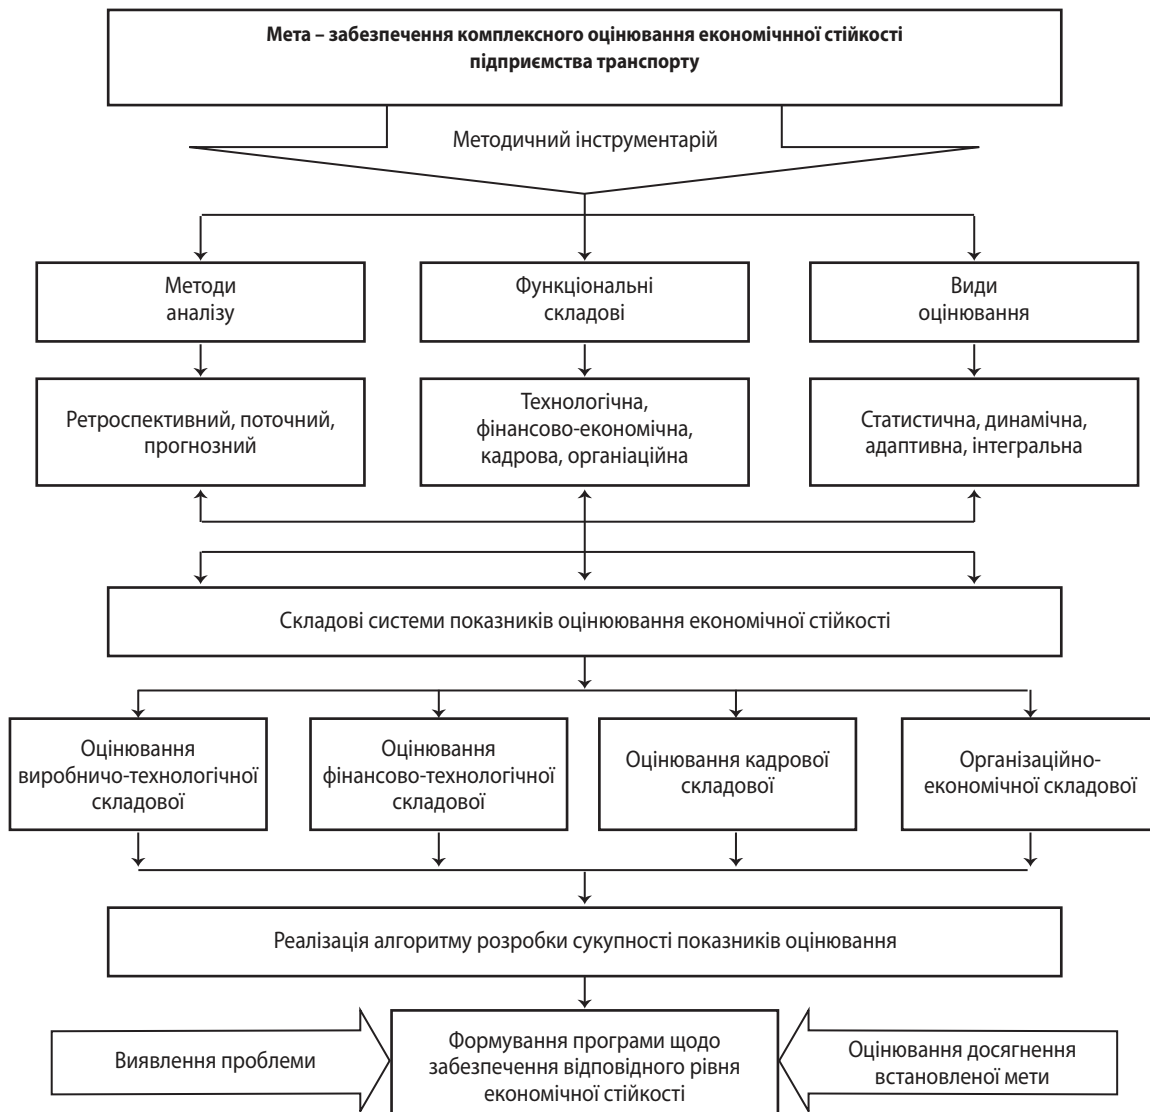 Мета – забезпечення комплексного оцінювання економічнної стійкості
підприємства транспорту
Методичний інструментарій
Методи
аналізу
Функціональні
складові
Види
оцінювання
Ретроспективний, поточний,
прогнозний
Технологічна,
фінансово-економічна,
кадрова, органіаційна
Статистична, динамічна,
адаптивна, інтегральна
Складові системи показників оцінюювання економічної стійкості
Оцінювання
виробничо-технологічної
складової
Оцінювання
фінансово-технологічної
складової
Оцінювання кадрової
складової
Організаційно-
економічної складової
Реалізація алгоритму розробки сукупності показників оцінювання
Виявлення проблеми
Формування програми щодо
забезпечення відповідного рівня
економічної стійкості
Оцінювання досягнення
встановленої мети